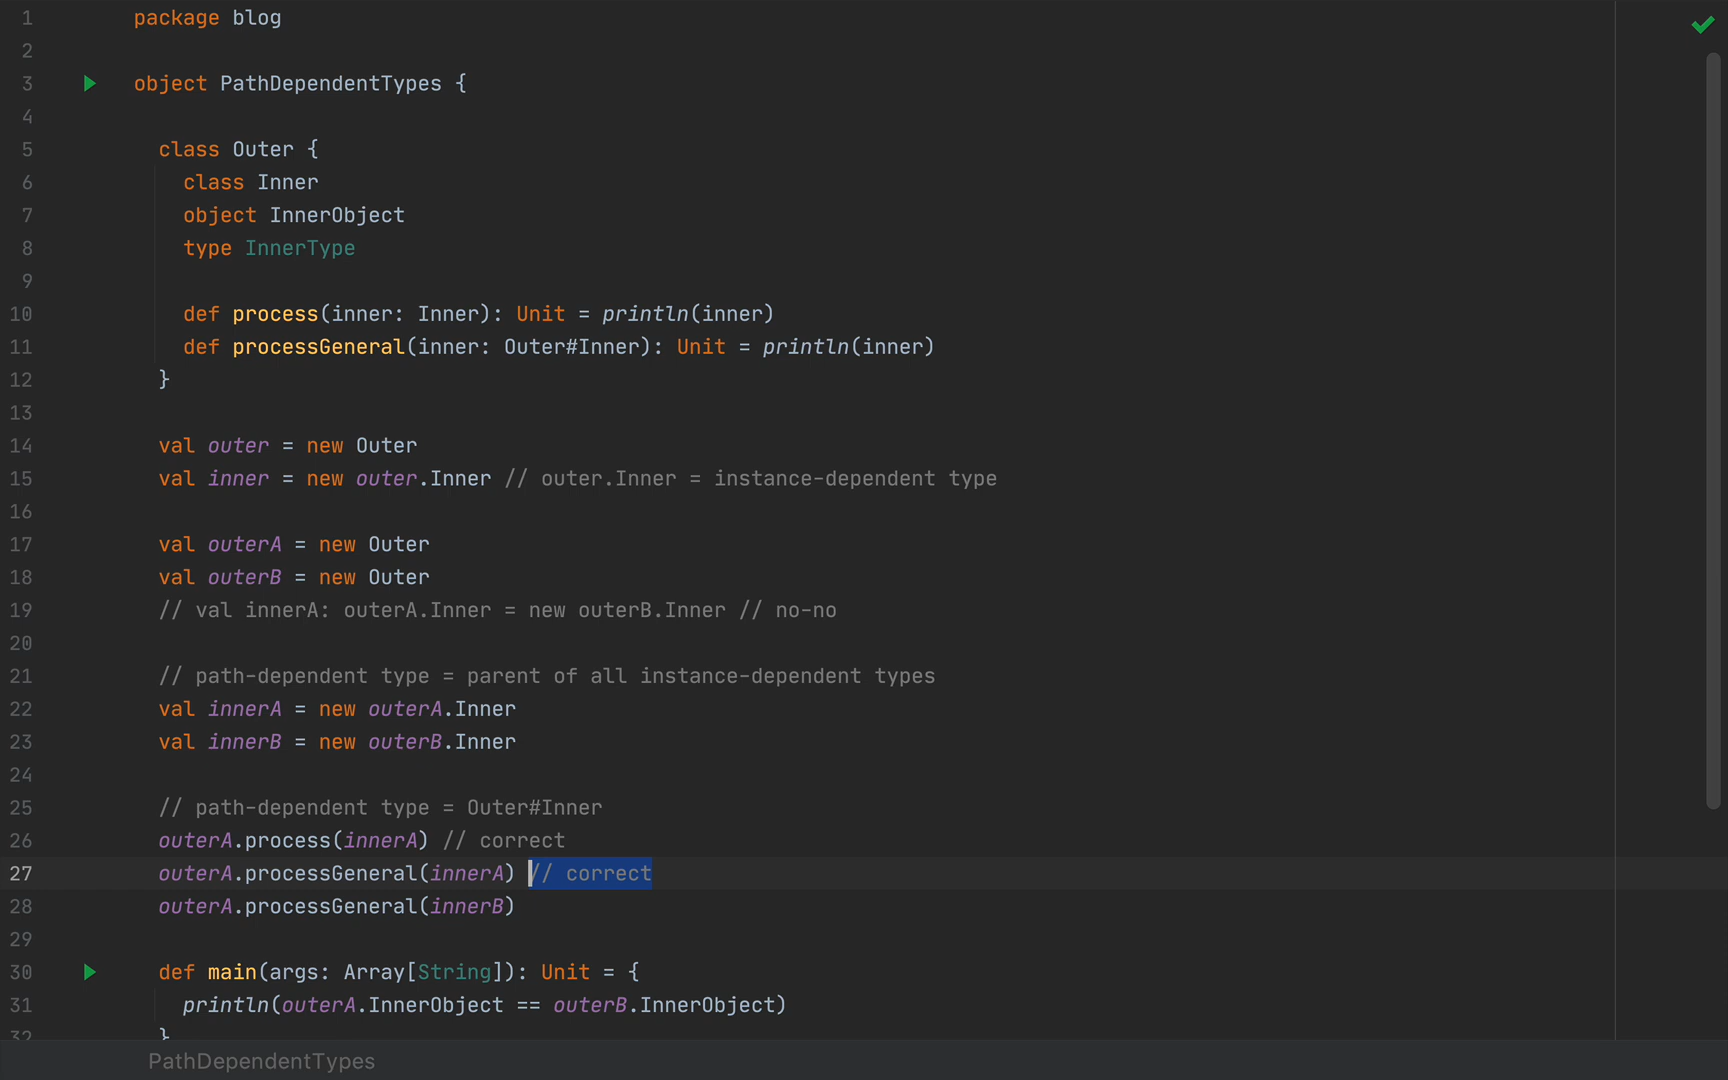 1 package blog
2
3 object PathDependentTypes {
4
5 class Outer {
6 class Inner
7 object InnerObject
8 type InnerType
9
10 def process(inner: Inner): Unit = println(inner)
11 def processGeneral(inner: Outer#Inner): Unit = println(inner)
12 }
13
14 val outer = new Outer
15 val inner = new outer.Inner // outer.Inner = instance-dependent type
16
17 val outerA = new Outer
18 val outerB = new Outer
19 // val innerA: outerA.Inner = new outerB.Inner // no-no
20
21 // path-dependent type = parent of all instance-dependent types
22 val innerA = new outerA.Inner
23 val innerB = new outerB.Inner
24
25 // path-dependent type = Outer#Inner
26 outerA.process(innerA) // correct
27 outerA.processGeneral(innerA) // correct
28 outerA.processGeneral(innerB)
29
30 def main(args: Array[String]): Unit = {
31 println(outerA.InnerObject == outerB.InnerObject)
32 }
PathDependentTypes